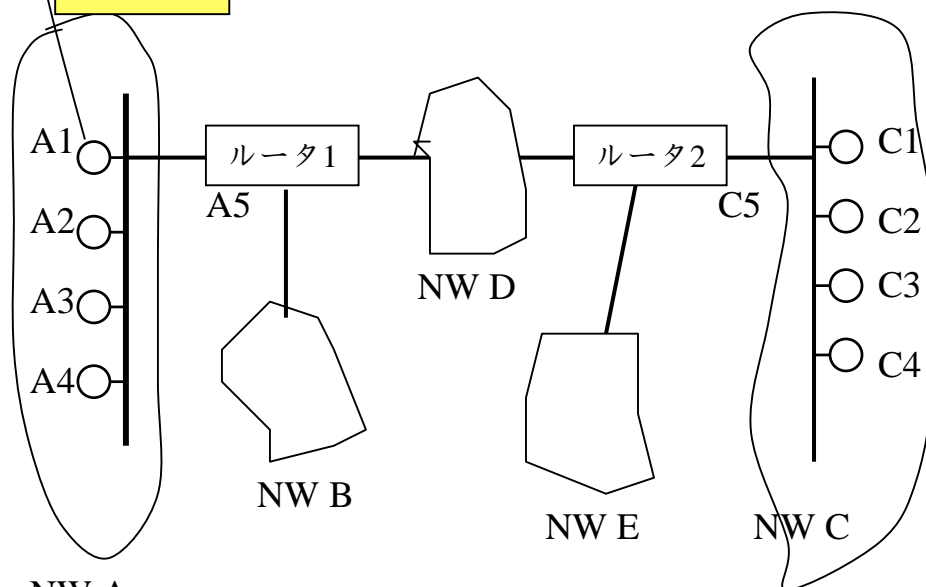 A1
A2
A3
A4
ルータ1
A5
NW B
NW D
ルータ2
C5
NW E
C1
C2
C3
C4
NW C
NW A